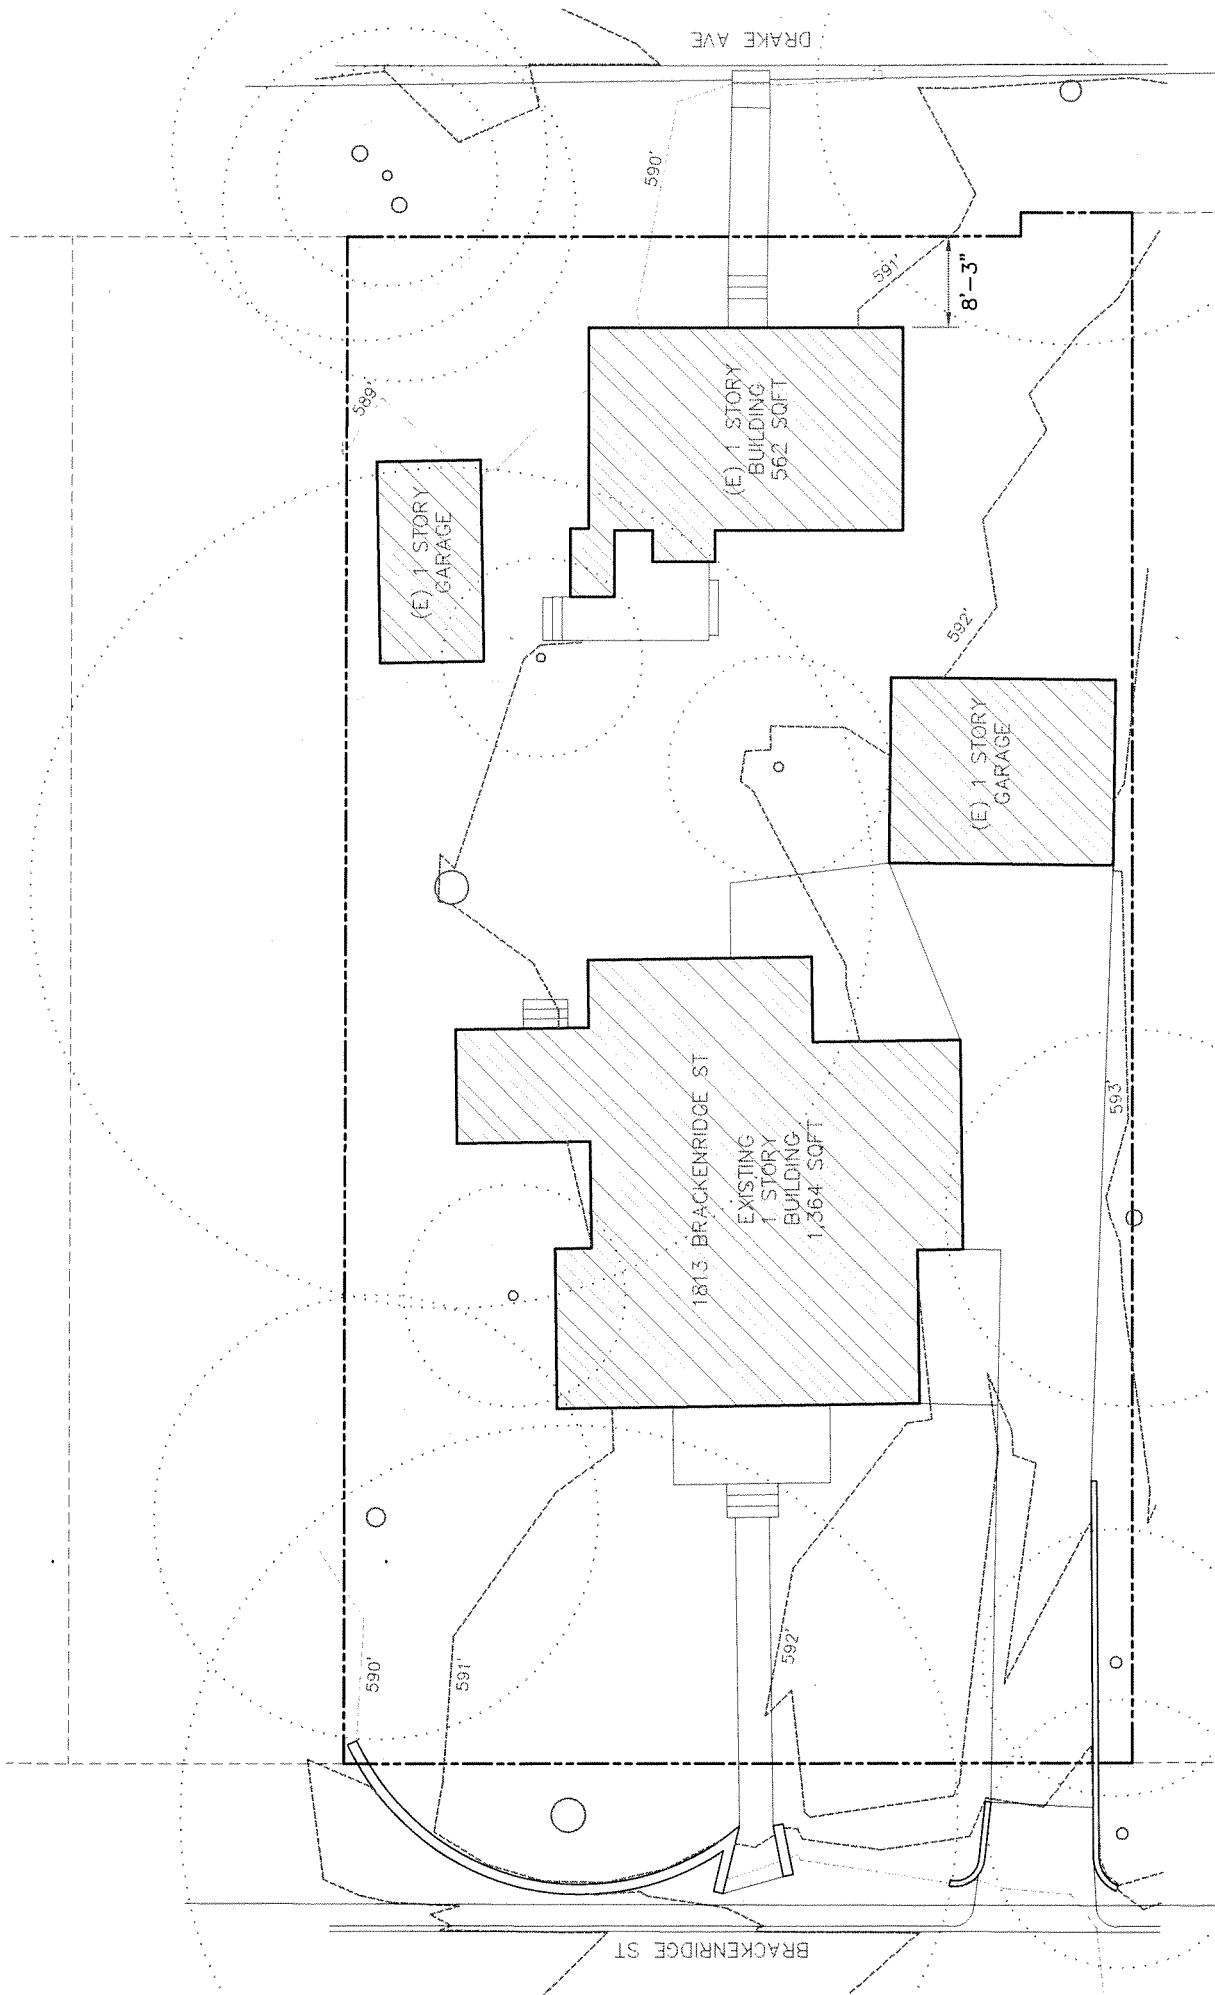 DRAKE AVE
590'
591'
8'-3"
589'
(E) 1 STORY
BUILDING
562 SQFT
(E) 1 STORY
GARAGE
592'
(E) 1 STORY
GARAGE
593'
1813 BRACKENRIDGE ST
EXISTING
1 STORY
BUILDING
1,364 SQFT
592'
590'
591'
BRACKENRIDGE ST